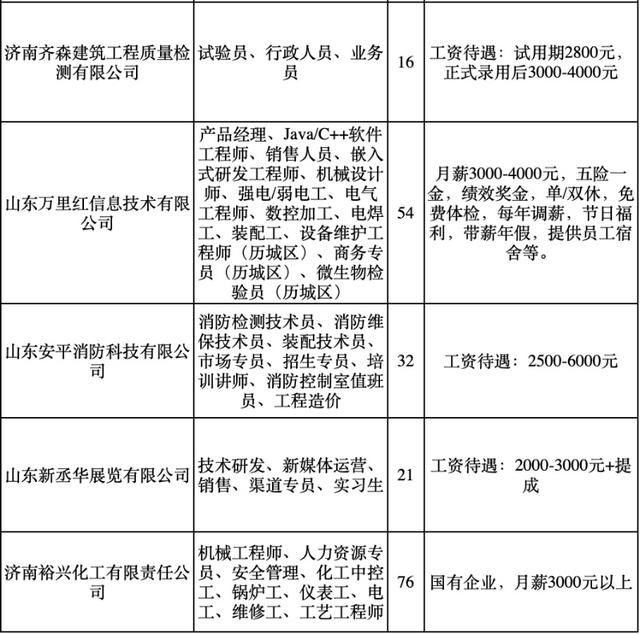 济南齐森建筑工程质量检
测有限公司
试验员、行政人员、业务
员
16
工资待遇：试用期2800元，
正式录用后3000-4000元
山东万里红信息技术有限
公司
产品经理、Java/C++软件
工程师、销售人员、嵌入
式研发工程师、机械设计
师、强电/弱电工、电气
工程师、数控加工、电焊
工、装配工、设备维护工
程师（历城区）、商务专
员（历城区）、微生物检
验员（历城区）
54
月薪3000-4000元，五险一
金，绩效奖金，单/双休，免
费体检，每年调薪，节日福
利，带薪年假，提供员工宿
舍等。
山东安平消防科技有限公
司
消防检测技术员、消防维
保技术员、装配技术员、
市场专员、招生专员、培
训讲师、消防控制室值班
员、工程造价
32
工资待遇：2500-6000元
山东新丞华展览有限公司
技术研发、新媒体运营、
销售、渠道专员、实习生
21
工资待遇：2000-3000元+提
成
济南裕兴化工有限责任公
司
机械工程师、人力资源专
员、安全管理、化工中控
工、锅炉工、仪表工、电
工、维修工、工艺工程师
76
国有企业，月薪3000元以上